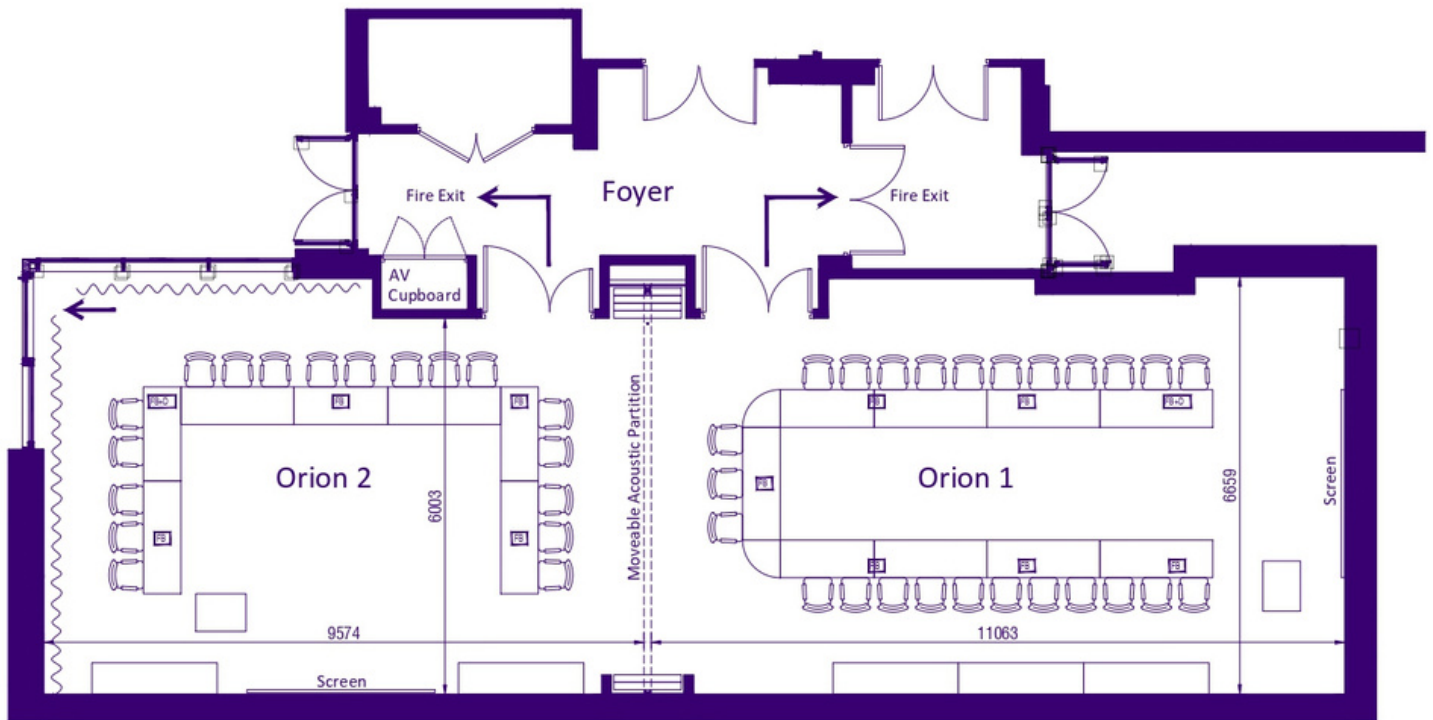 Fire Exit
Foyer
Fire Exit
AV
Cupboard
FB+D
FB
FB
FB
FB
FB+D
Orion 2
6003
Moveable Acoustic Partition
FB
Orion 1
6659
Screen
FB
FB
FB
FB
FB
9574
11063
Screen